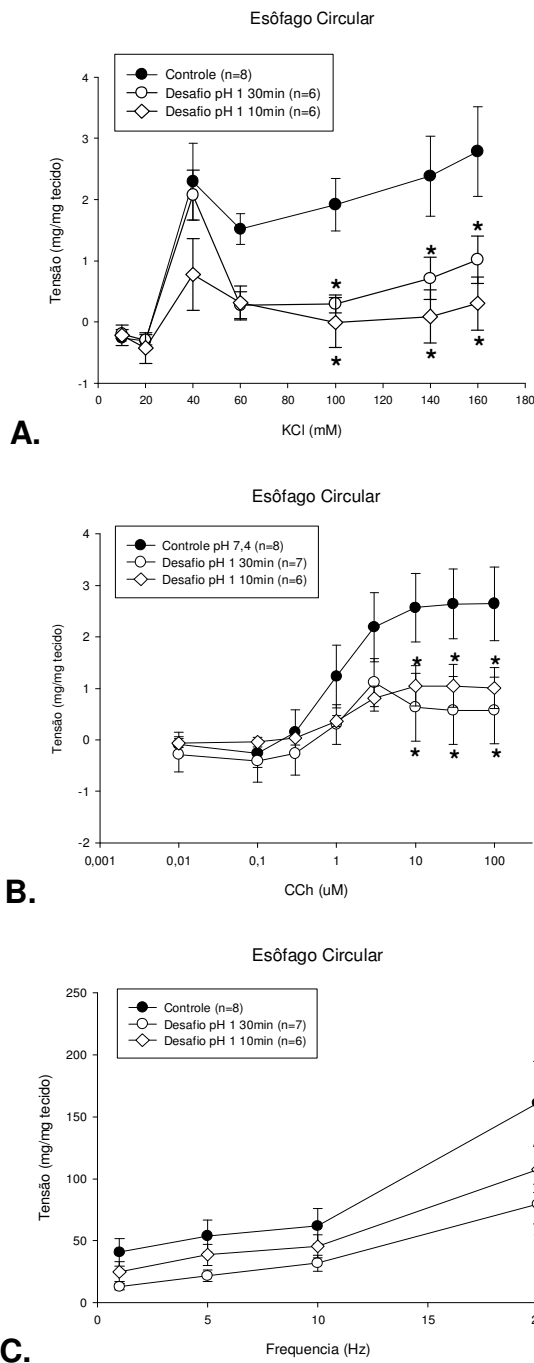 Esôfago Circular
Controle (n=8)
Desafio pH 1 30min (n=6)
Desafio pH 1 10min (n=6)
Tensão (mg/mg tecido)
4
3
2
1
0
-1
* * *
* * *
0 20 40 60 80 100 120 140 160 180
KCl (mM)
A.
Esôfago Circular
Controle pH 7,4 (n=8)
Desafio pH 1 30min (n=7)
Desafio pH 1 10min (n=6)
Tensão (mg/mg tecido)
4
3
2
1
0
-1
-2
* * *
* * *
0,001 0,01 0,1 1 10 100
CCh (uM)
B.
Esôfago Circular
Controle (n=8)
Desafio pH 1 30min (n=7)
Desafio pH 1 10min (n=6)
Tensão (mg/mg tecido)
250
200
150
100
50
0
0 5 10 15
Frequencia (Hz)
C.